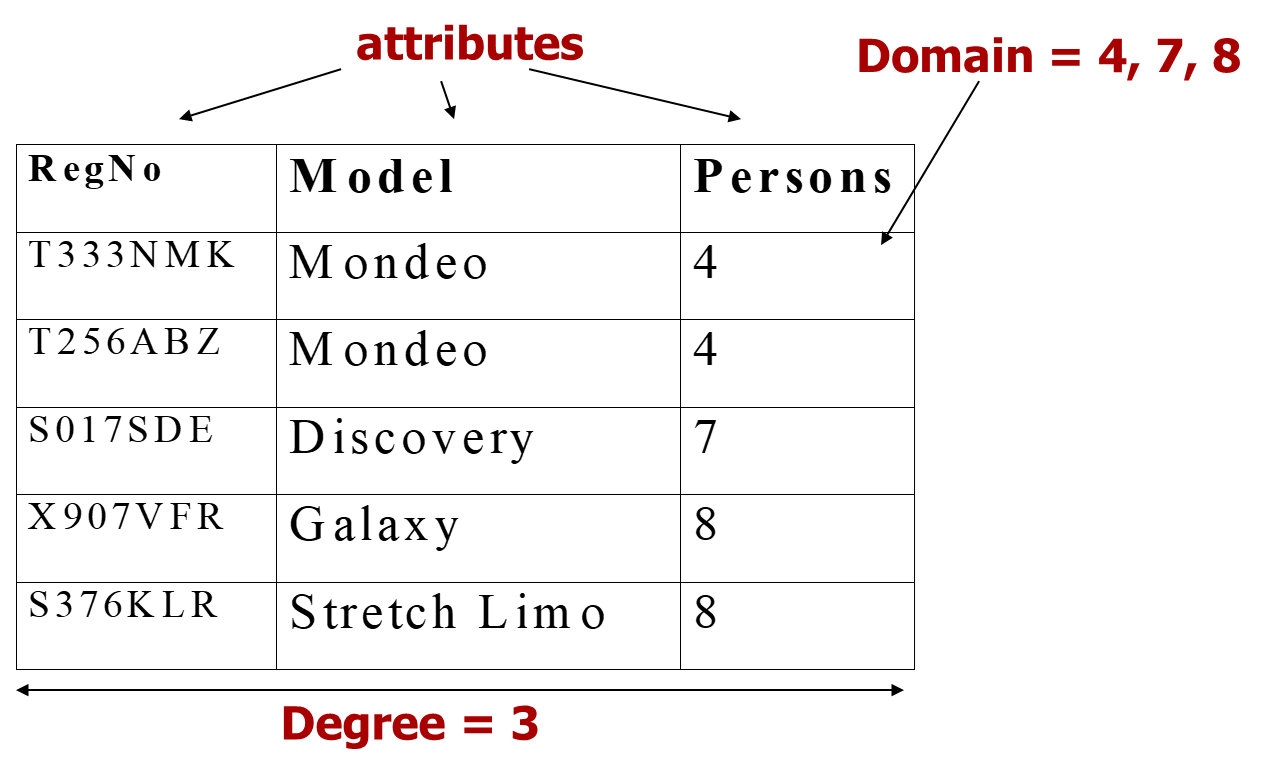 attributes
Domain = 4, 7, 8
RegNo Model Persons
T333NMK Mondeo 4
T256ABZ Mondeo 4
S017SDE Discovery 7
X907VFR Galaxy 8
S376KLR Stretch Limo 8
Degree = 3